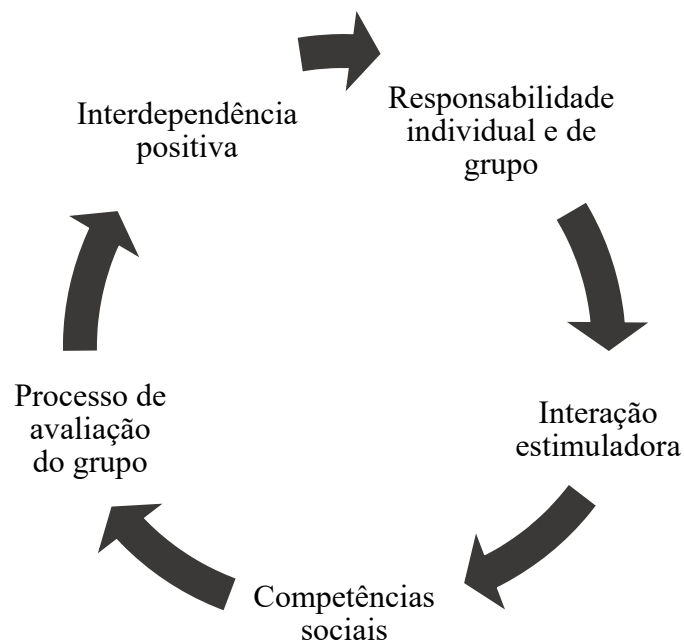 Interdependência
positiva
Responsabilidade
individual e de
grupo
Interação
estimuladora
Competências
sociais
Processo de
avaliação
do grupo